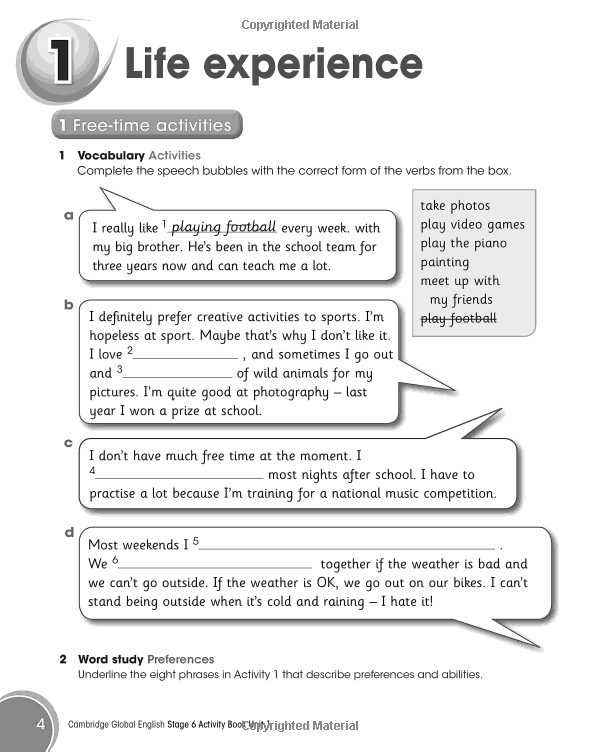 Copyrighted Material
1 Life experience
1 Free-time activities
1 Vocabulary Activities
Complete the speech bubbles with the correct form of the verbs from the box.
take photos
play video games
play the piano
painting
meet up with
my friends
play football
a
I really like 1 playing football every week. with
my big brother. He's been in the school team for
three years now and can teach me a lot.
b
I definitely prefer creative activities to sports. I'm
hopeless at sport. Maybe that's why I don't like it.
I love 2____________ , and sometimes I go out
and 3____________ of wild animals for my
pictures. I'm quite good at photography – last
year I won a prize at school.
c
I don't have much free time at the moment. I
4____________ most nights after school. I have to
practise a lot because I'm training for a national music competition.
d
Most weekends I 5____________ .
We 6____________ together if the weather is bad and
we can't go outside. If the weather is OK, we go out on our bikes. I can't
stand being outside when it's cold and raining – I hate it!
2 Word study Preferences
Underline the eight phrases in Activity 1 that describe preferences and abilities.
4
Cambridge Global English Stage 6 Activity Book Unit 1
Copyrighted Material